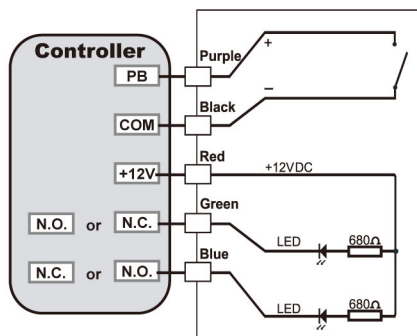 Controller
Purple
+
PB
Black
−
COM
Red
+12V
+12VDC
Green
N.O. or N.C.
LED
680Ω
Blue
N.C. or N.O.
LED
680Ω